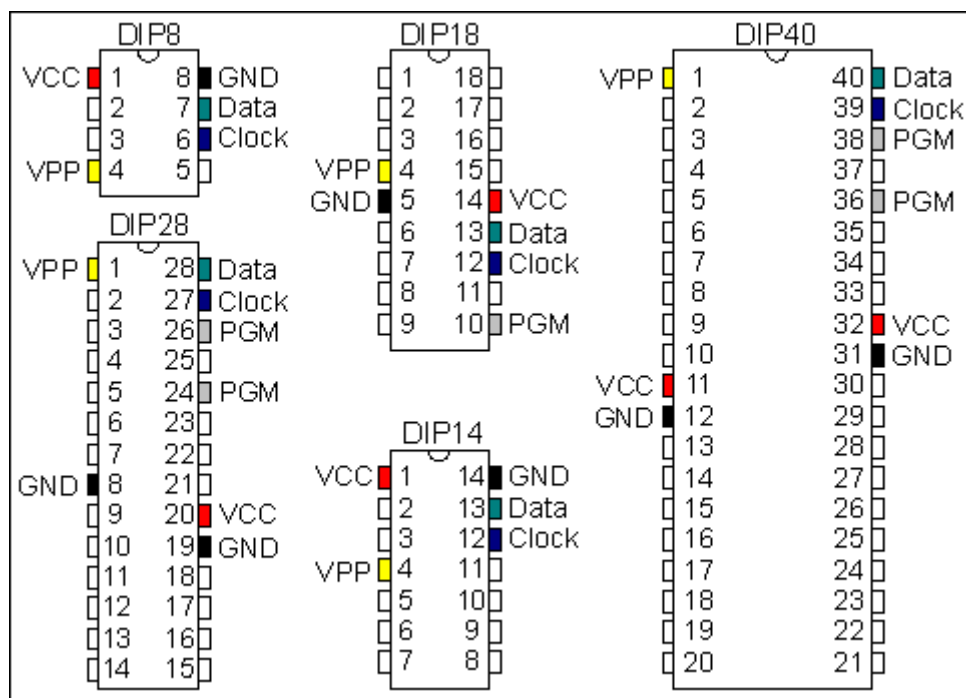 DIP8
VCC 1 8 GND
2 7 Data
3 6 Clock
VPP 4 5
DIP28
VPP 1 28 Data
2 27 Clock
3 26 PGM
4 25
5 24 PGM
6 23
7 22
GND 8 21
9 20 VCC
10 19 GND
11 18
12 17
13 16
14 15
DIP18
1 18
2 17
3 16
VPP 4 15
GND 5 14 VCC
6 13 Data
7 12 Clock
8 11
9 10 PGM
DIP14
VCC 1 14 GND
2 13 Data
3 12 Clock
VPP 4 11
5 10
6 9
7 8
DIP40
VPP 1 40 Data
2 39 Clock
3 38 PGM
4 37
5 36 PGM
6 35
7 34
8 33
9 32 VCC
10 31 GND
VCC 11 30
GND 12 29
13 28
14 27
15 26
16 25
17 24
18 23
19 22
20 21